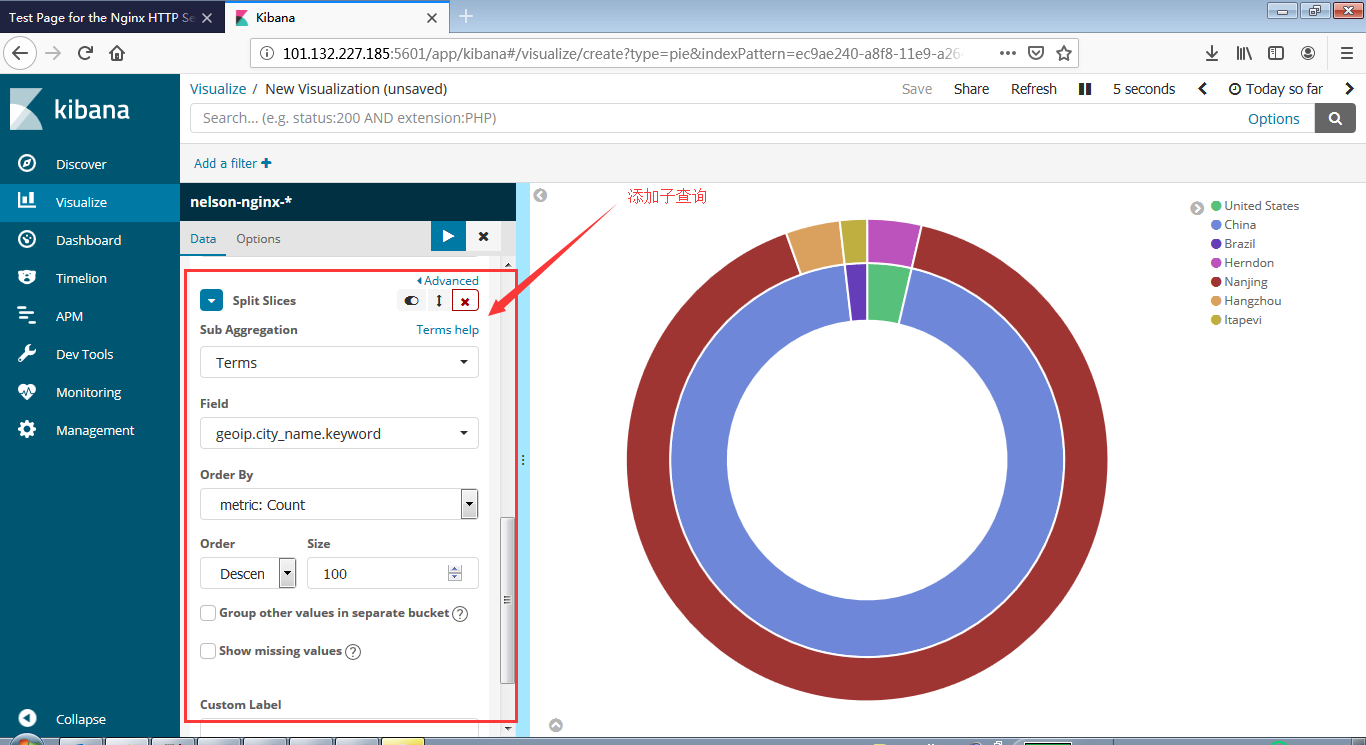 Test Page for the Nginx HTTP Se
Kibana
101.132.227.185:5601/app/kibana#/visualize/create?type=pie&indexPattern=ec9ae240-a8f8-11e9-a26
kibana
Visualize / New Visualization (unsaved)
Save Share Refresh 5 seconds Today so far
Search... (e.g. status:200 AND extension:PHP)
Options
Add a filter
Discover
Visualize
Dashboard
Timelion
APM
Dev Tools
Monitoring
Management
Collapse
nelson-nginx-*
Data Options
Advanced
Split Slices
Sub Aggregation Terms help
Terms
Field
geoip.city_name.keyword
Order By
metric: Count
Order Size
Descen 100
Group other values in separate bucket
Show missing values
Custom Label
添加子查询
United States
China
Brazil
Herndon
Nanjing
Hangzhou
Itapevi